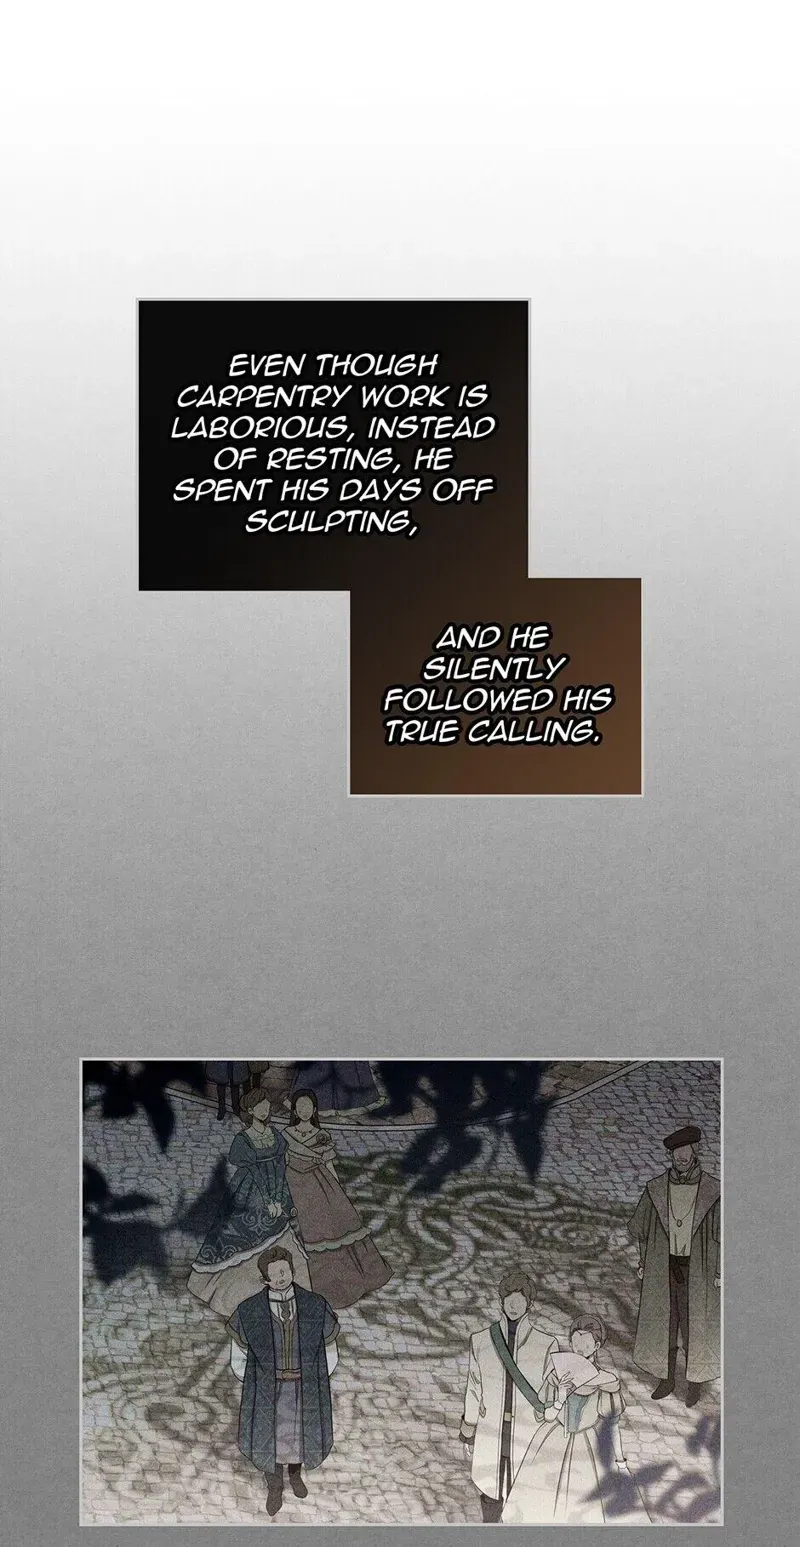 EVEN THOUGH
CARPENTRY WORK IS
LABORIOUS, INSTEAD
OF RESTING, HE
SPENT HIS DAYS OFF
SCULPTING,
AND HE
SILENTLY
FOLLOWED HIS
TRUE CALLING.